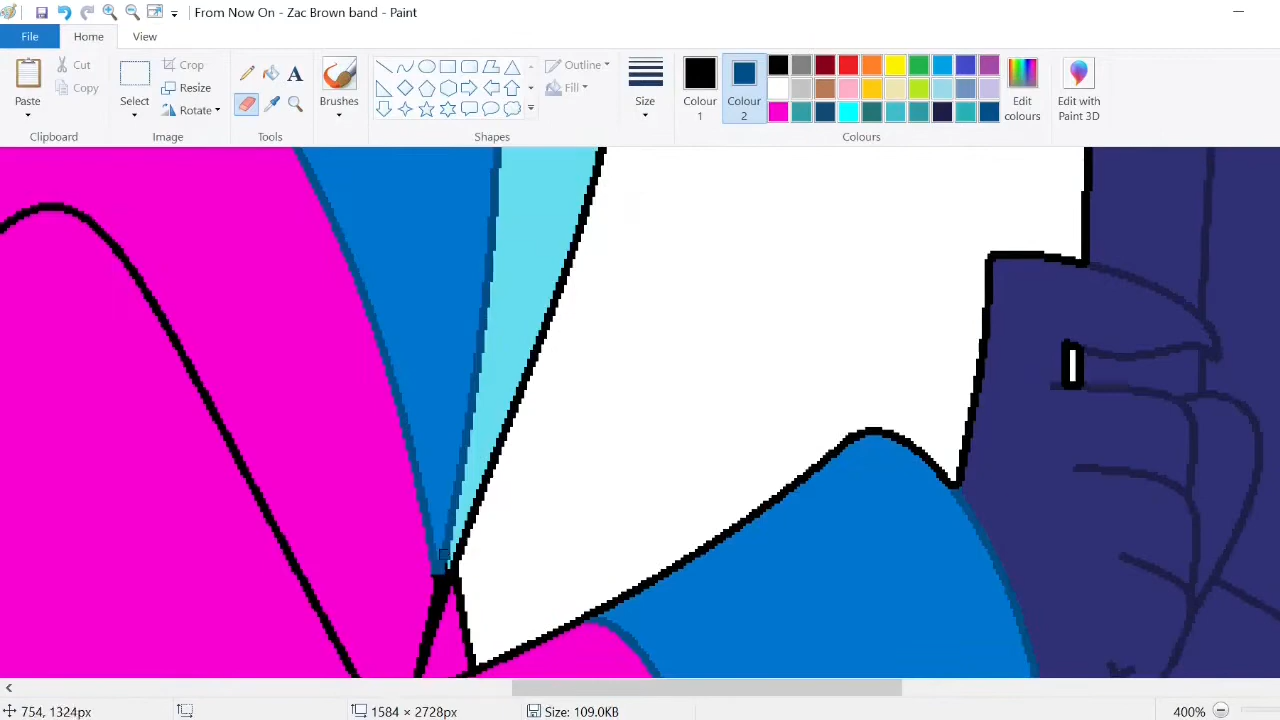 From Now On - Zac Brown band - Paint
File
Home
View
Paste
Cut
Copy
Clipboard
Select
Crop
Resize
Rotate
Image
A
Tools
Brushes
Shapes
Outline
Fill
Size
Colour 1
Colour 2
Edit colours
Colours
Edit with Paint 3D
754, 1324px
1584 × 2728px
Size: 109.0KB
400%